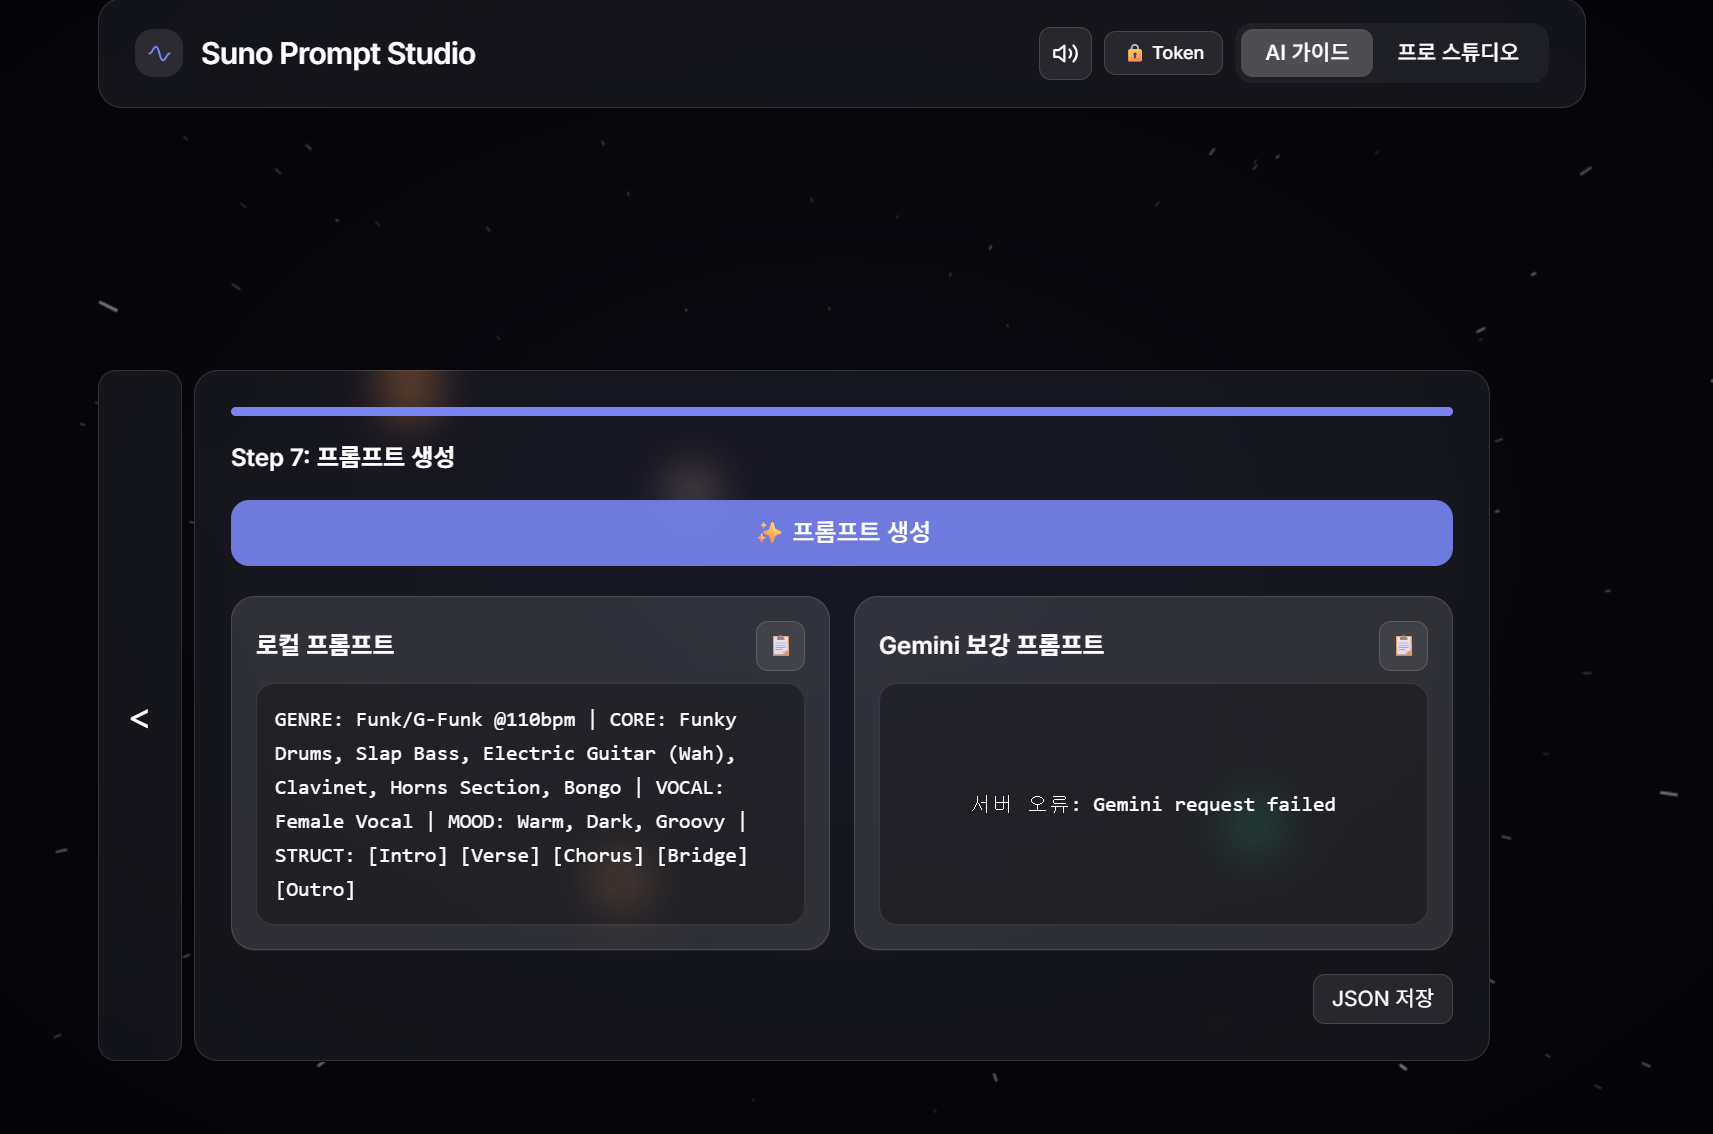 Suno Prompt Studio
Token
AI 가이드
프로 스튜디오
<
Step 7: 프롬프트 생성
✨ 프롬프트 생성
로컬 프롬프트
GENRE: Funk/G-Funk @110bpm | CORE: Funky
Drums, Slap Bass, Electric Guitar (Wah),
Clavinet, Horns Section, Bongo | VOCAL:
Female Vocal | MOOD: Warm, Dark, Groovy |
STRUCT: [Intro] [Verse] [Chorus] [Bridge]
[Outro]
Gemini 보강 프롬프트
서버 오류: Gemini request failed
JSON 저장